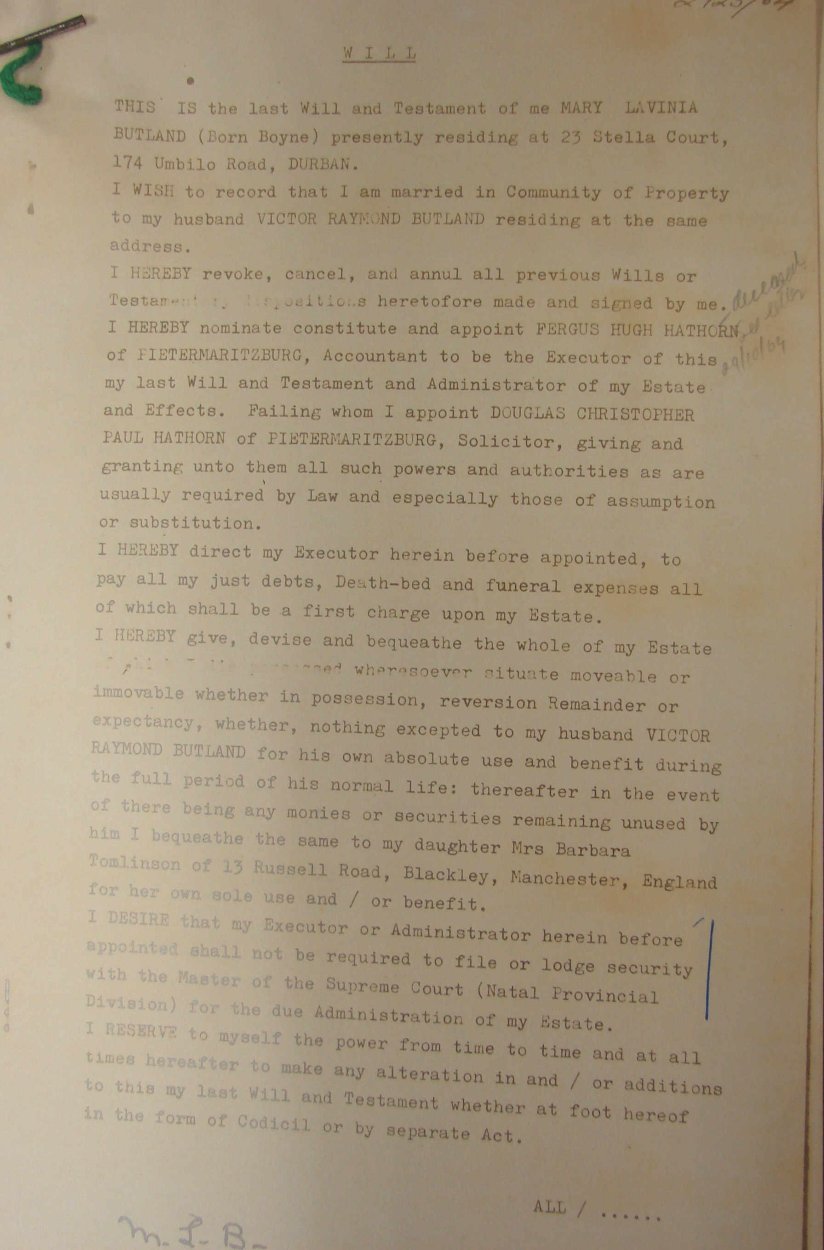 2125/64
W I L L
THIS IS the last Will and Testament of me MARY LAVINIA
BUTLAND (Born Boyne) presently residing at 23 Stella Court,
174 Umbilo Road, DURBAN.
I WISH to record that I am married in Community of Property
to my husband VICTOR RAYMOND BUTLAND residing at the same
address.
I HEREBY revoke, cancel, and annul all previous Wills or
heretofore made and signed by me.
deceased
I HEREBY nominate constitute and appoint FERGUS HUGH HATHORN,
of PIETERMARITZBURG, Accountant to be the Executor of this
my last Will and Testament and Administrator of my Estate
and Effects. Failing whom I appoint DOUGLAS CHRISTOPHER
PAUL HATHORN of PIETERMARITZBURG, Solicitor, giving and
granting unto them all such powers and authorities as are
usually required by Law and especially those of assumption
or substitution.
I HEREBY direct my Executor herein before appointed, to
pay all my just debts, Death-bed and funeral expenses all
of which shall be a first charge upon my Estate.
I HEREBY give, devise and bequeathe the whole of my Estate
wheresoever situate moveable or
immovable whether in possession, reversion Remainder or
expectancy, whether, nothing excepted to my husband VICTOR
RAYMOND BUTLAND for his own absolute use and benefit during
the full period of his normal life: thereafter in the event
of there being any monies or securities remaining unused by
him I bequeathe the same to my daughter Mrs Barbara
Tomlinson of 13 Russell Road, Blackley, Manchester, England
for her own sole use and / or benefit.
I DESIRE that my Executor or Administrator herein before
appointed shall not be required to file or lodge security
with the Master of the Supreme Court (Natal Provincial
Division) for the due Administration of my Estate.
I RESERVE to myself the power from time to time and at all
times hereafter to make any alteration in and / or additions
to this my last Will and Testament whether at foot hereof
in the form of Codicil or by separate Act.
ALL / ......
M. L. B.